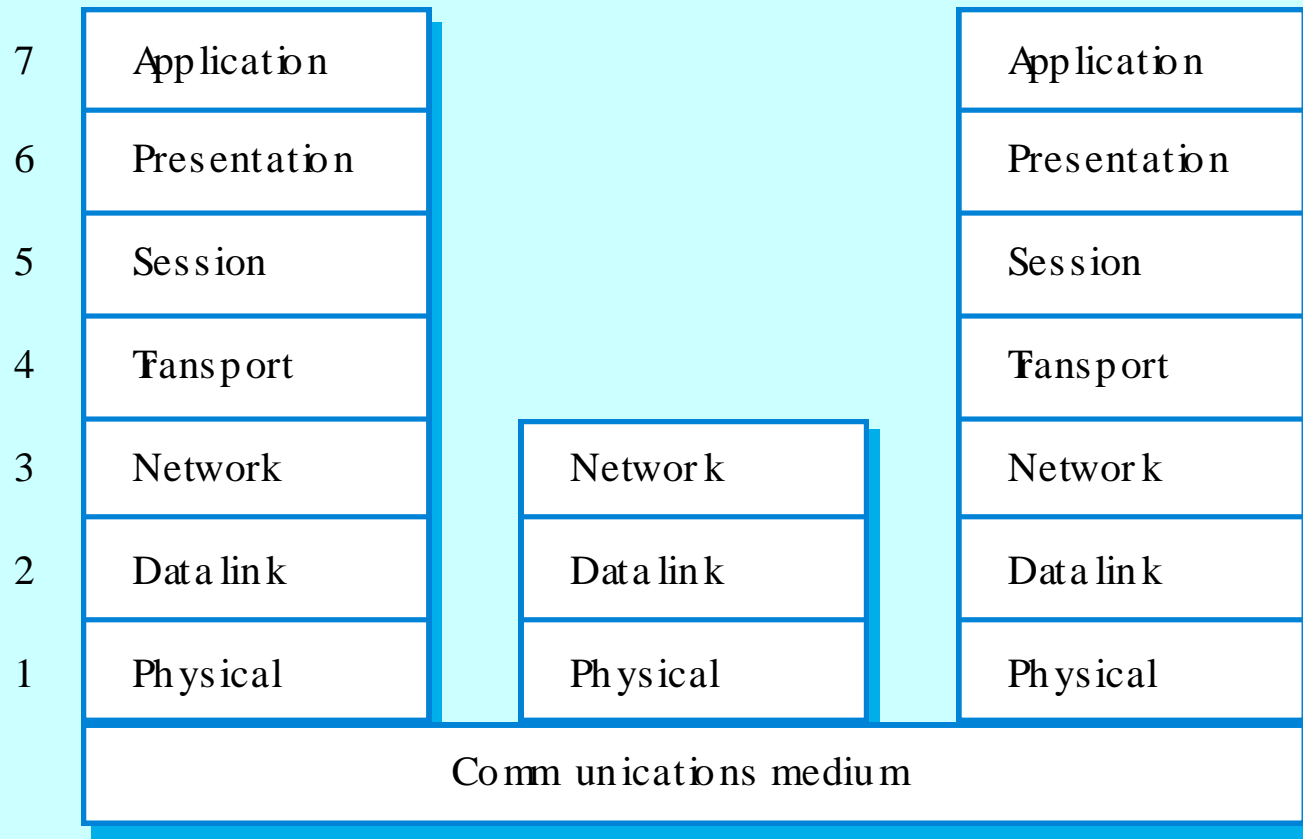 7 Application Application
6 Presentation Presentation
5 Session Session
4 Transport Transport
3 Network Network Network
2 Data link Data link Data link
1 Physical Physical Physical
Communications medium